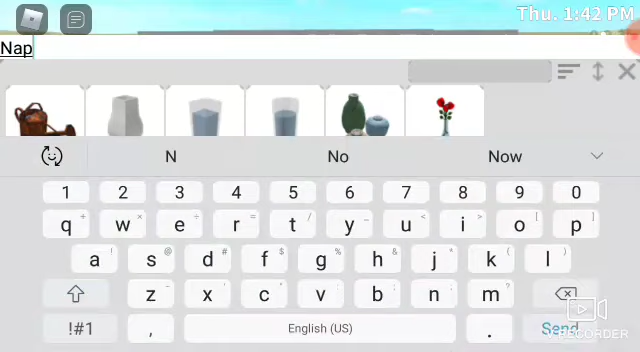 Thu. 1:42 PM
Nap
N No Now
1 2 3 4 5 6 7 8 9 0
q + w × e ÷ r = t / y _ u < i > o [ p ]
a ! s @ d # f $ g % h & j * k ( l )
z - x ' c " v : b ; n , m ?
!#1 , English (US) . Send
V RECORDER